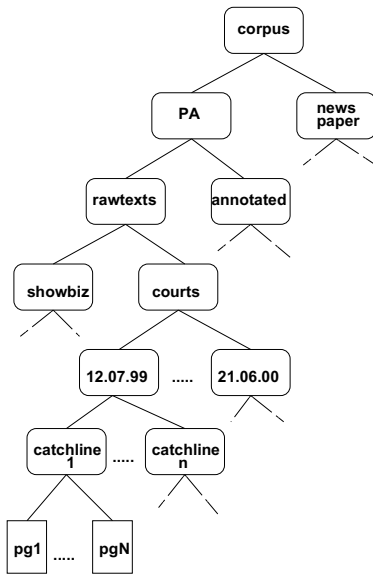 corpus
PA
news
paper
rawtexts
annotated
showbiz
courts
12.07.99 ..... 21.06.00
catchline
1
.....
catchline
n
pg1 ..... pgN